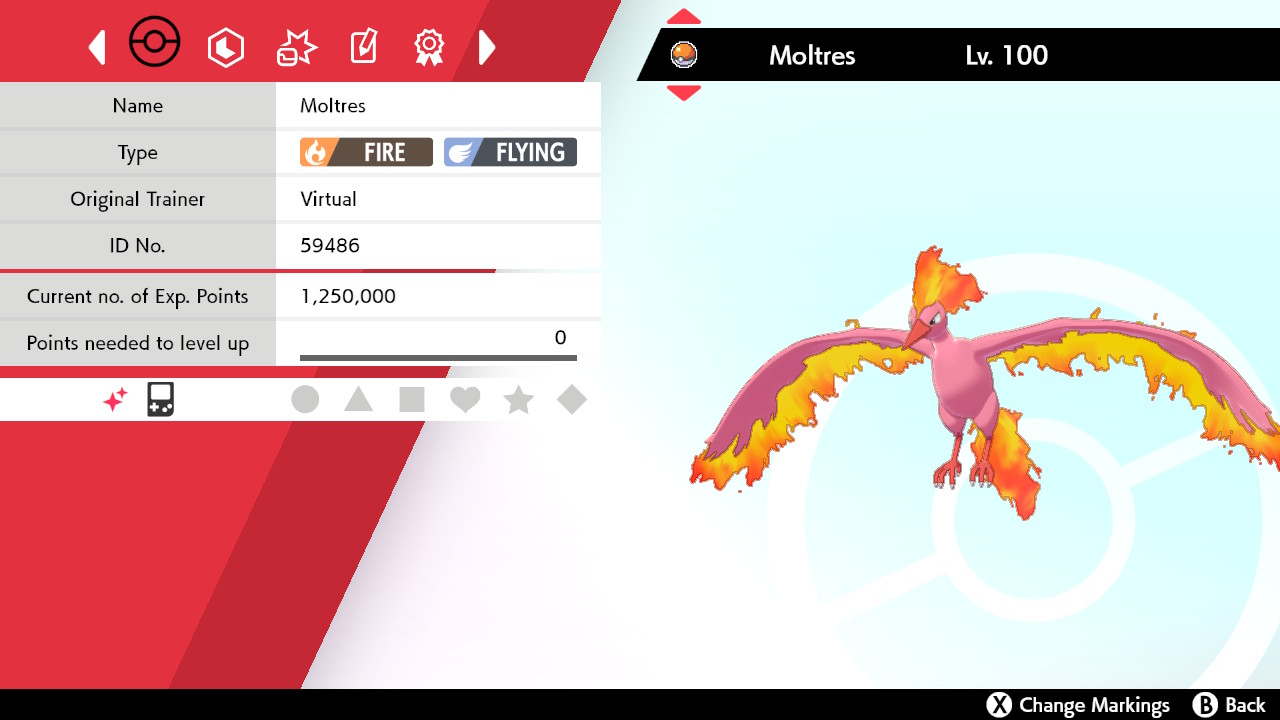 Moltres Lv. 100
Name Moltres
Type FIRE FLYING
Original Trainer Virtual
ID No. 59486
Current no. of Exp. Points 1,250,000
Points needed to level up 0
X Change Markings B Back